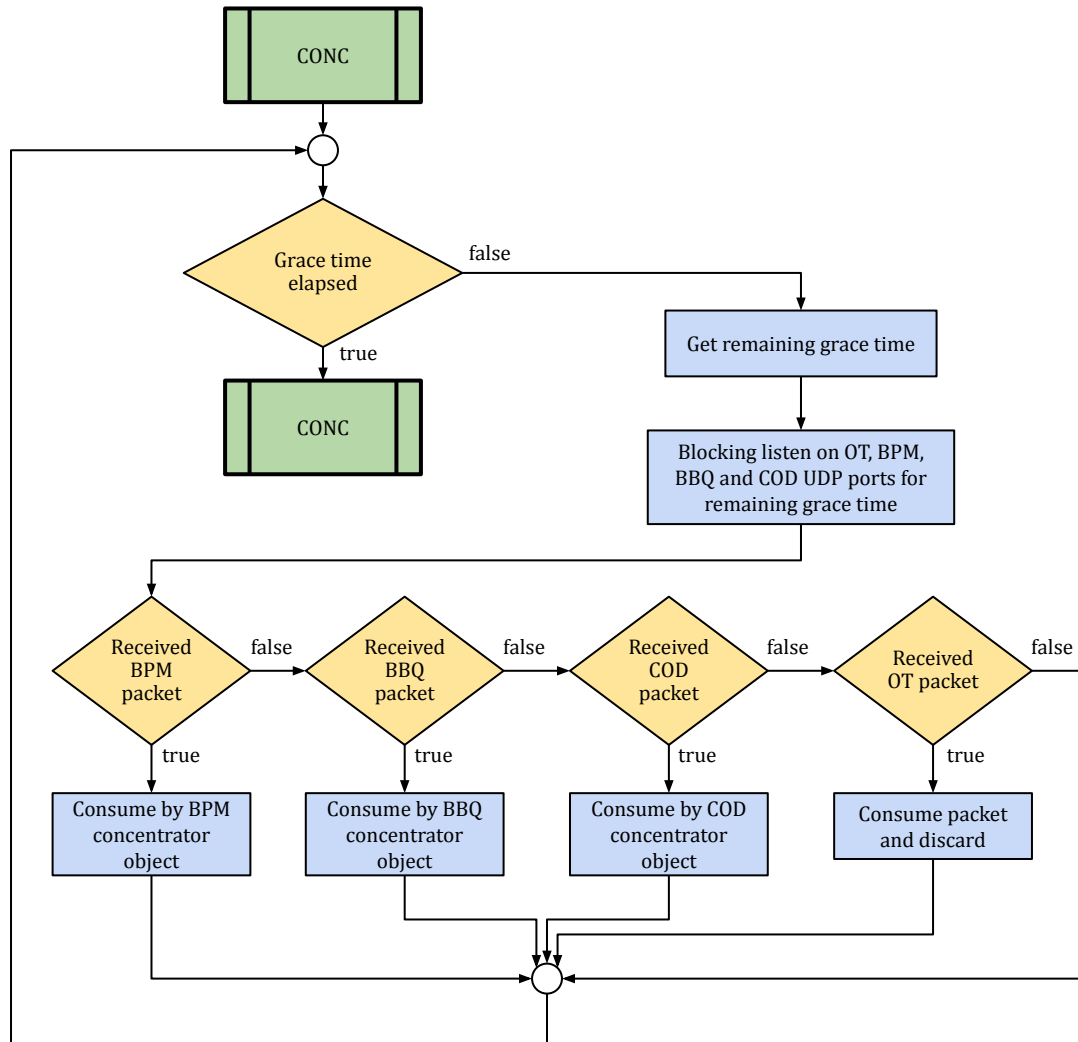 CONC
Grace time
elapsed
false
true
Get remaining grace time
CONC
Blocking listen on OT, BPM,
BBQ and COD UDP ports for
remaining grace time
Received
BPM
packet
false
Received
BBQ
packet
false
Received
COD
packet
false
Received
OT packet
false
true
true
true
true
Consume by BPM
concentrator
object
Consume by BBQ
concentrator
object
Consume by COD
concentrator
object
Consume packet
and discard